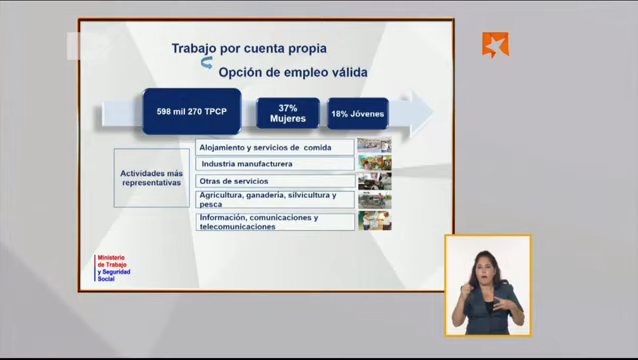 Trabajo por cuenta propia
Opción de empleo válida
598 mil 270 TPCP
37%
Mujeres
18% Jóvenes
Actividades más
representativas
Alojamiento y servicios de comida
Industria manufacturera
Otras de servicios
Agricultura, ganadería, silvicultura y
pesca
Información, comunicaciones y
telecomunicaciones
Ministerio
de Trabajo
y Seguridad
Social